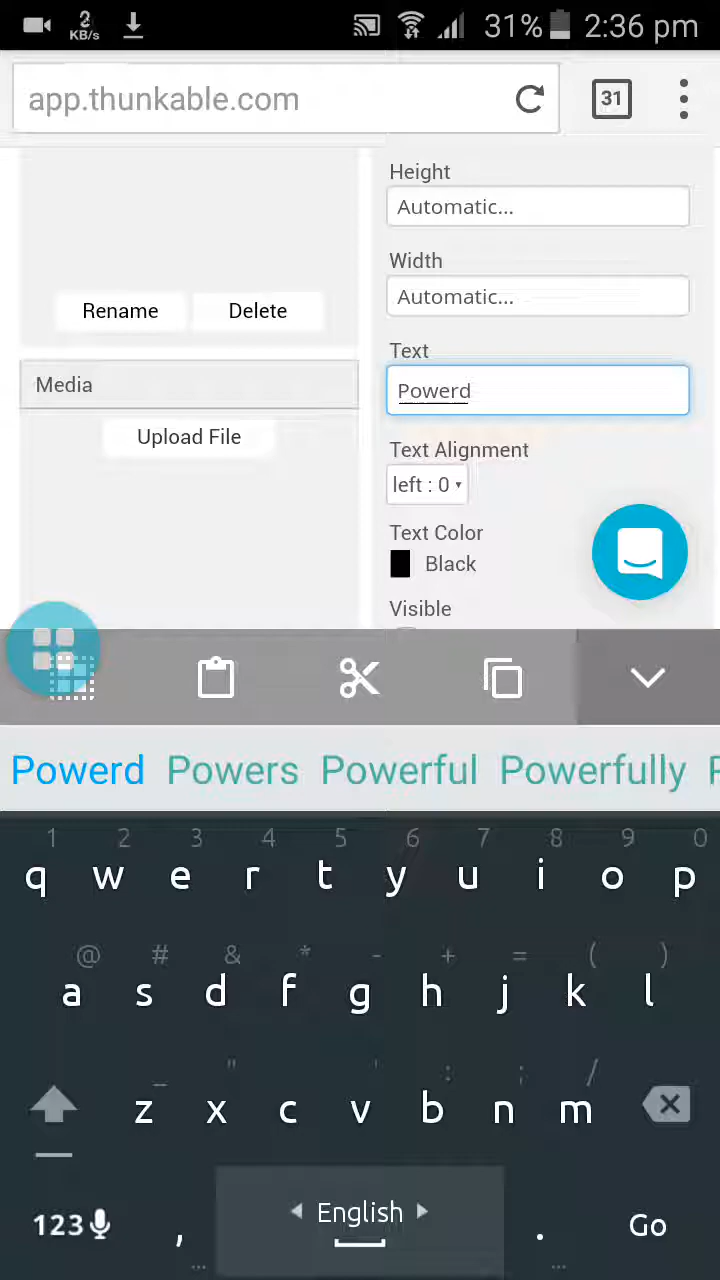 2 KB/s 31% 2:36 pm
app.thunkable.com 31
Height
Automatic...
Width
Automatic...
Rename Delete
Text
Media
Powerd
Upload File
Text Alignment
left : 0
Text Color
Black
Visible
Powerd Powers Powerful Powerfully
1 2 3 4 5 6 7 8 9 0
q w e r t y u i o p
@ # & * - + = ( )
a s d f g h j k l
_ " ' : ; /
z x c v b n m
123 , English . Go